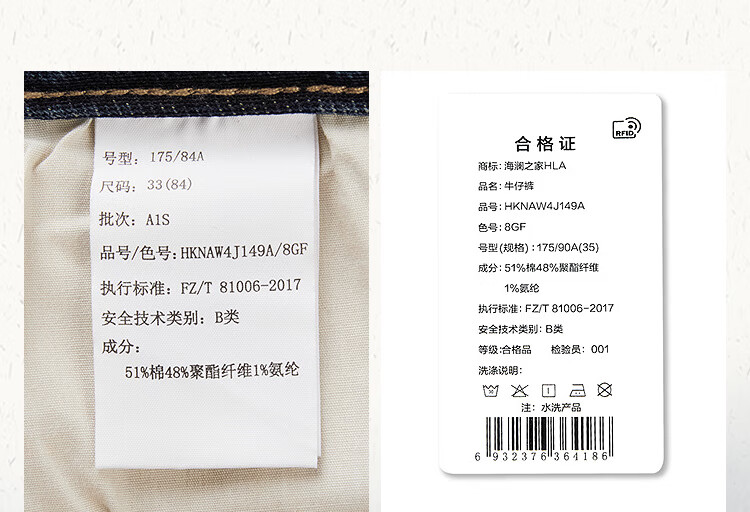 号型：175/84A
尺码：33(84)
批次：A1S
品号/色号:HKNAW4J149A/8GF
执行标准：FZ/T 81006-2017
安全技术类别：B类
成分：
51%棉48%聚酯纤维1%氨纶
RFID
合格证
商标：海澜之家HLA
品名：牛仔裤
品号：HKNAW4J149A
色号：8GF
号型(规格)：175/90A(35)
成分：51%棉48%聚酯纤维
1%氨纶
执行标准：FZ/T 81006-2017
安全技术类别：B类
等级:合格品 检验员：001
洗涤说明：
注：水洗产品
6 932376 364186